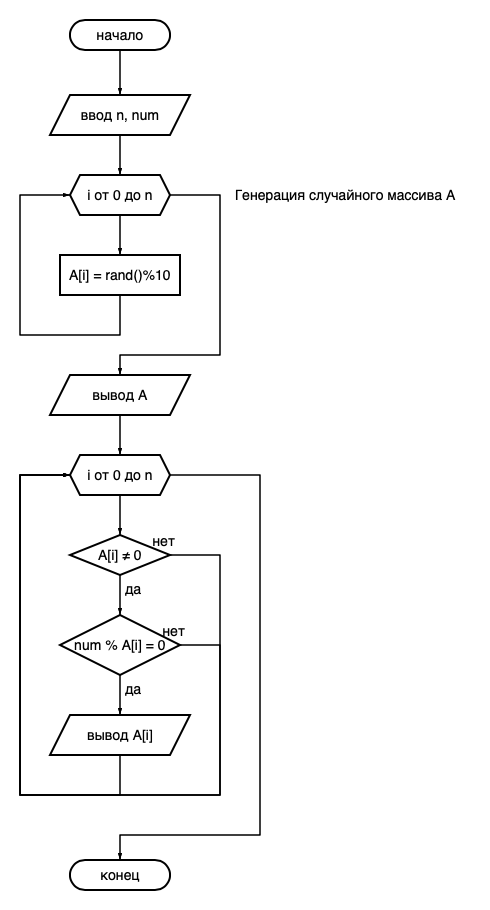 начало
ввод n, num
i от 0 до n
Генерация случайного массива A
A[i] = rand()%10
вывод A
i от 0 до n
A[i] ≠ 0
нет
да
num % A[i] = 0
нет
да
вывод A[i]
конец